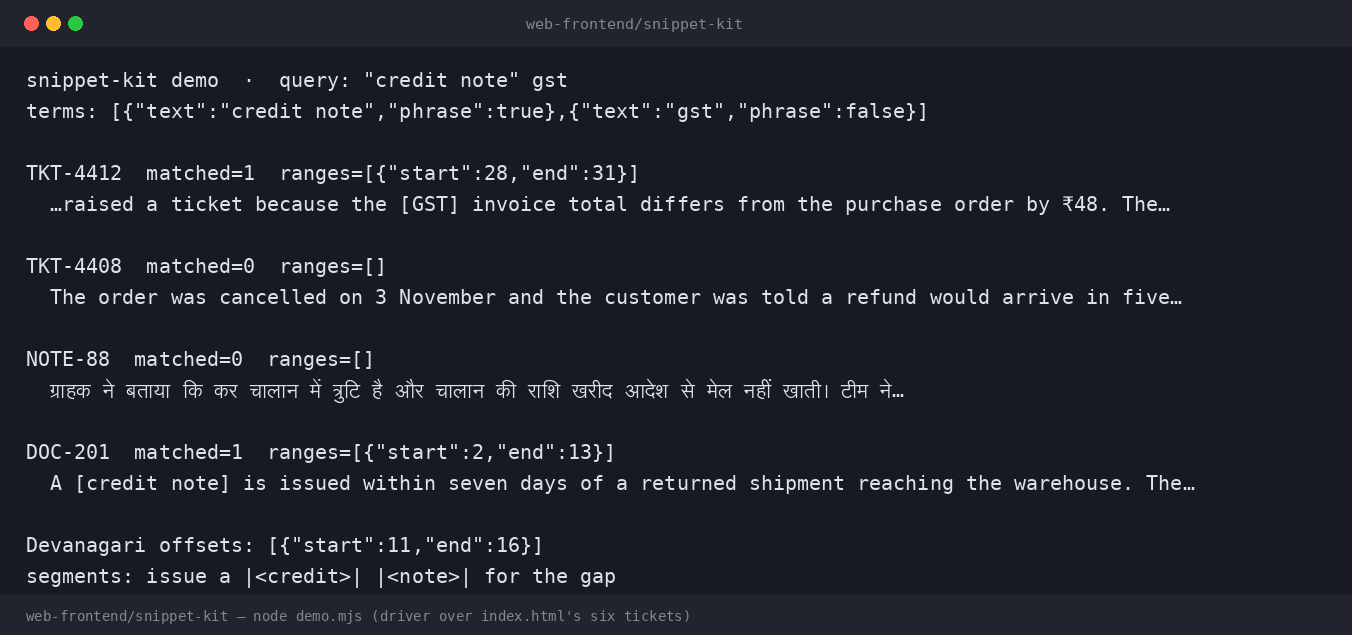 web-frontend/snippet-kit
snippet-kit demo · query: "credit note" gst
terms: [{"text":"credit note","phrase":true},{"text":"gst","phrase":false}]
TKT-4412 matched=1 ranges=[{"start":28,"end":31}]
…raised a ticket because the [GST] invoice total differs from the purchase order by ₹48. The…
TKT-4408 matched=0 ranges=[]
The order was cancelled on 3 November and the customer was told a refund would arrive in five…
NOTE-88 matched=0 ranges=[]
ग्राहक ने बताया कि कर चालान में त्रुटि है और चालान की राशि खरीद आदेश से मेल नहीं खाती। टीम ने…
DOC-201 matched=1 ranges=[{"start":2,"end":13}]
A [credit note] is issued within seven days of a returned shipment reaching the warehouse. The…
Devanagari offsets: [{"start":11,"end":16}]
segments: issue a |<credit>| |<note>| for the gap
web-frontend/snippet-kit — node demo.mjs (driver over index.html's six tickets)